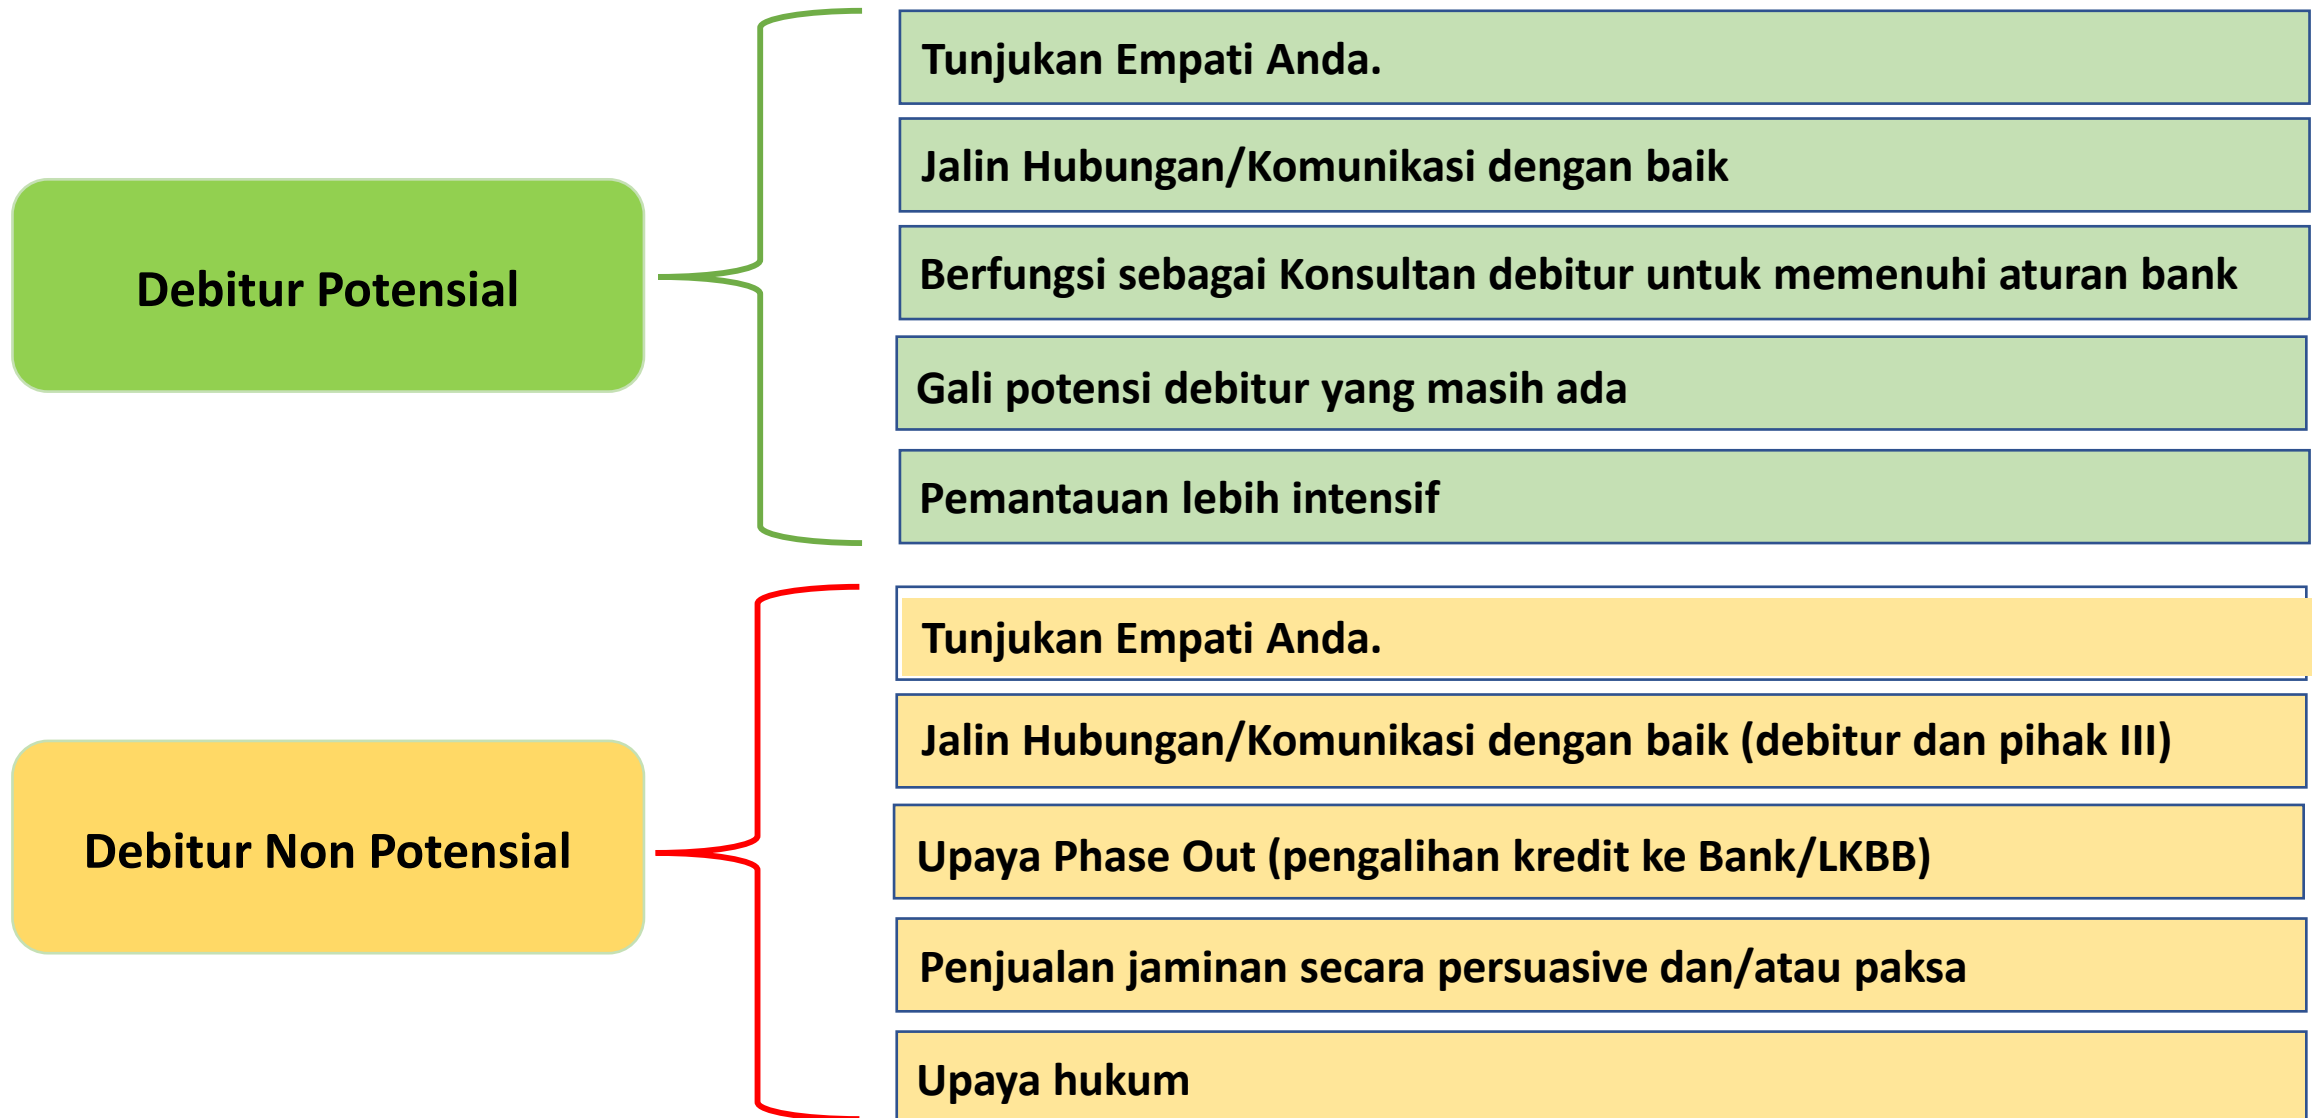 Debitur Potensial
Tunjukan Empati Anda.
Jalin Hubungan/Komunikasi dengan baik
Berfungsi sebagai Konsultan debitur untuk memenuhi aturan bank
Gali potensi debitur yang masih ada
Pemantauan lebih intensif
Debitur Non Potensial
Tunjukan Empati Anda.
Jalin Hubungan/Komunikasi dengan baik (debitur dan pihak III)
Upaya Phase Out (pengalihan kredit ke Bank/LKBB)
Penjualan jaminan secara persuasive dan/atau paksa
Upaya hukum